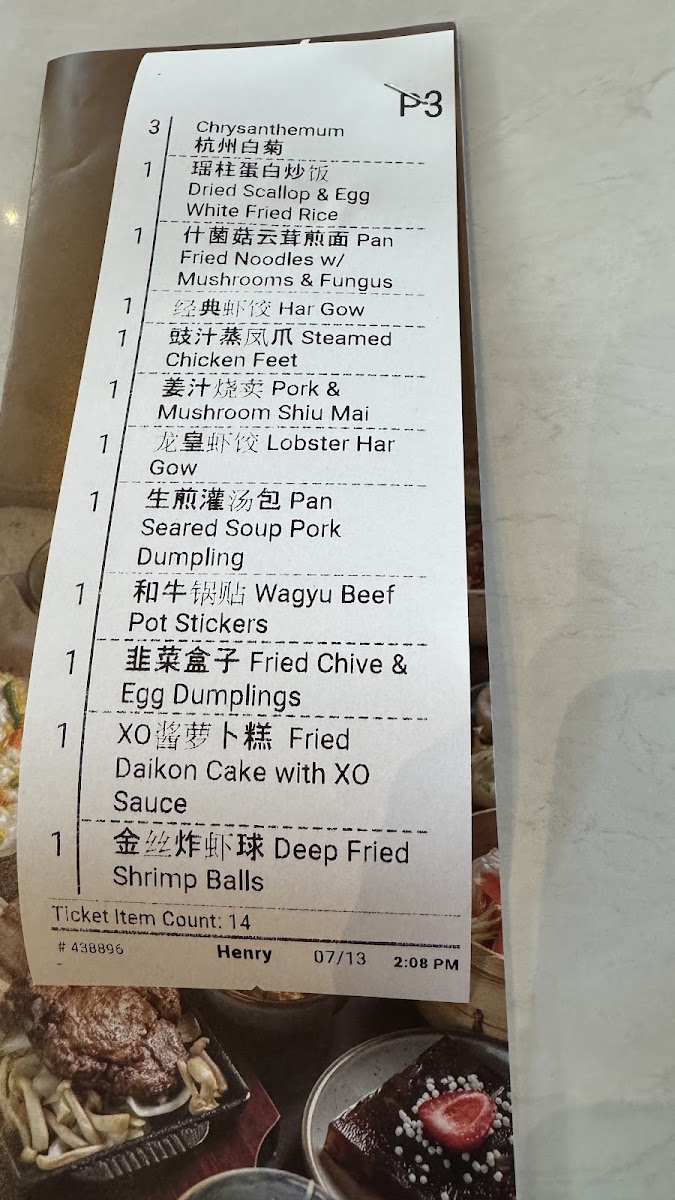 P3
3 Chrysanthemum
杭州白菊
1 瑶柱蛋白炒饭
Dried Scallop & Egg
White Fried Rice
1 什菌菇云茸煎面 Pan
Fried Noodles w/
Mushrooms & Fungus
1 经典虾饺 Har Gow
1 豉汁蒸凤爪 Steamed
Chicken Feet
1 姜汁烧卖 Pork &
Mushroom Shiu Mai
1 龙皇虾饺 Lobster Har
Gow
1 生煎灌汤包 Pan
Seared Soup Pork
Dumpling
1 和牛锅贴 Wagyu Beef
Pot Stickers
1 韭菜盒子 Fried Chive &
Egg Dumplings
1 XO酱萝卜糕 Fried
Daikon Cake with XO
Sauce
1 金丝炸虾球 Deep Fried
Shrimp Balls
Ticket Item Count: 14
# 438896 Henry 07/13 2:08 PM
-